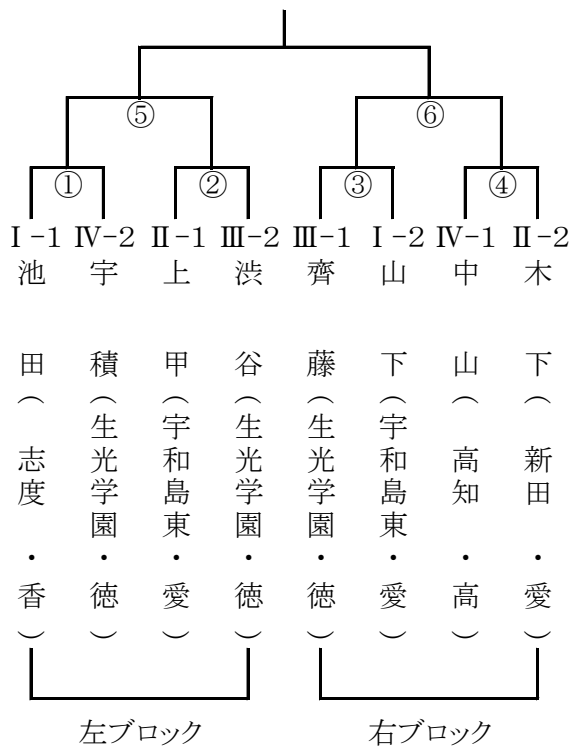 ⑤ ⑥
① ② ③ ④
Ⅰ-1 Ⅳ-2 Ⅱ-1 Ⅲ-2 Ⅲ-1 Ⅰ-2 Ⅳ-1 Ⅱ-2
池田(志度・香)
宇積(生光学園・徳)
上甲(宇和島東・愛)
渋谷(生光学園・徳)
齊藤(生光学園・徳)
山下(宇和島東・愛)
中山(高知・高)
木下(新田・愛)
左ブロック 右ブロック